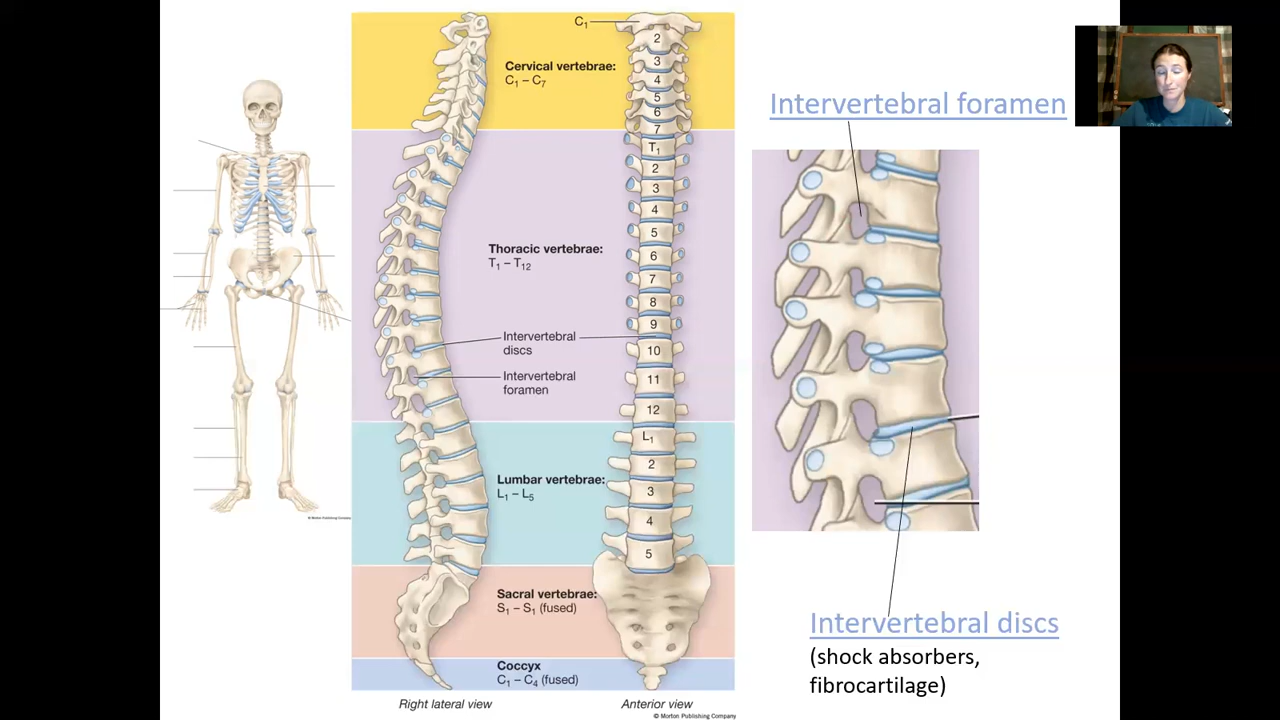 C1
2
Cervical vertebrae:
C1 – C7
3
4
5
6
7
T1
2
3
4
5
Thoracic vertebrae:
T1 – T12
6
7
8
9
Intervertebral
discs
10
Intervertebral
foramen
11
12
L1
2
Lumbar vertebrae:
L1 – L5
3
4
5
Sacral vertebrae:
S1 – S1 (fused)
Coccyx
C1 – C4 (fused)
Right lateral view
Anterior view
© Morton Publishing Company
© Morton Publishing Company
Intervertebral foramen
Intervertebral discs
(shock absorbers,
fibrocartilage)